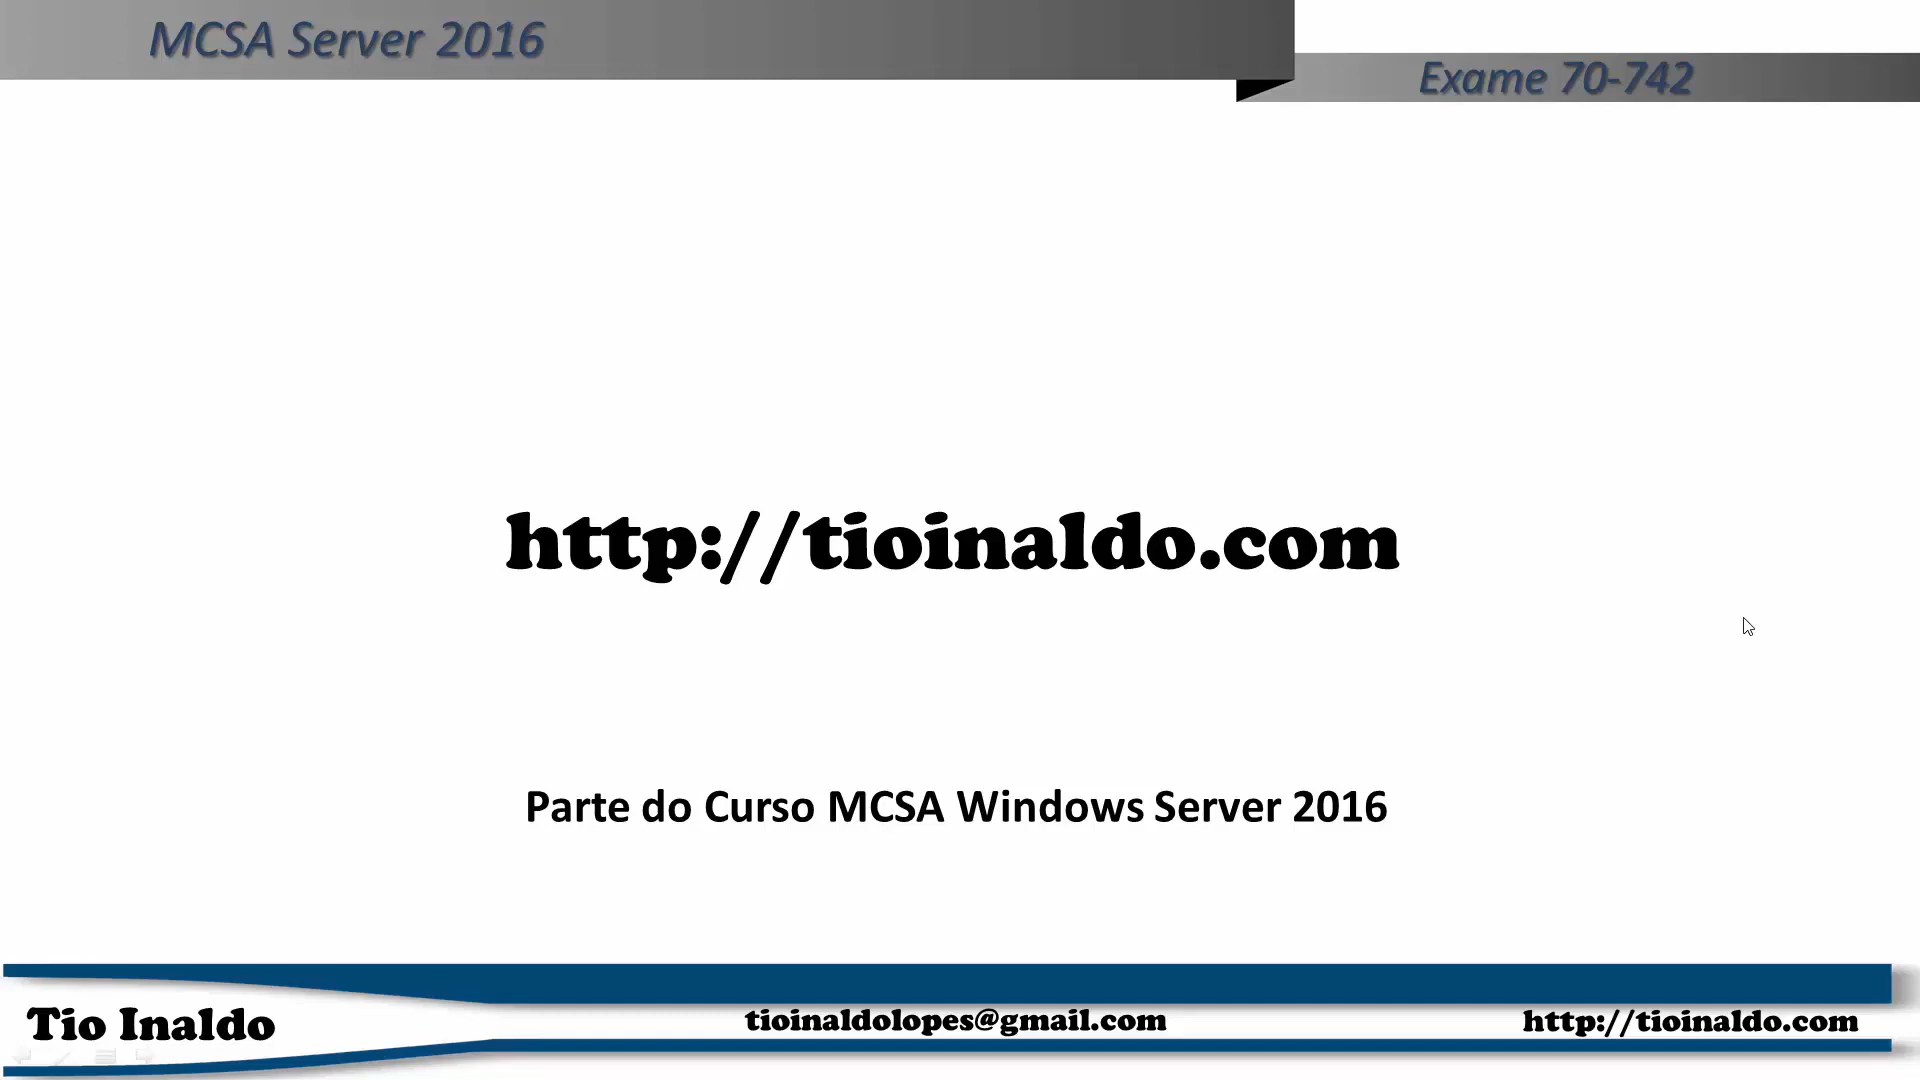 MCSA Server 2016
Exame 70-742
http://tioinaldo.com
Parte do Curso MCSA Windows Server 2016
Tio Inaldo
tioinaldolopes@gmail.com
http://tioinaldo.com